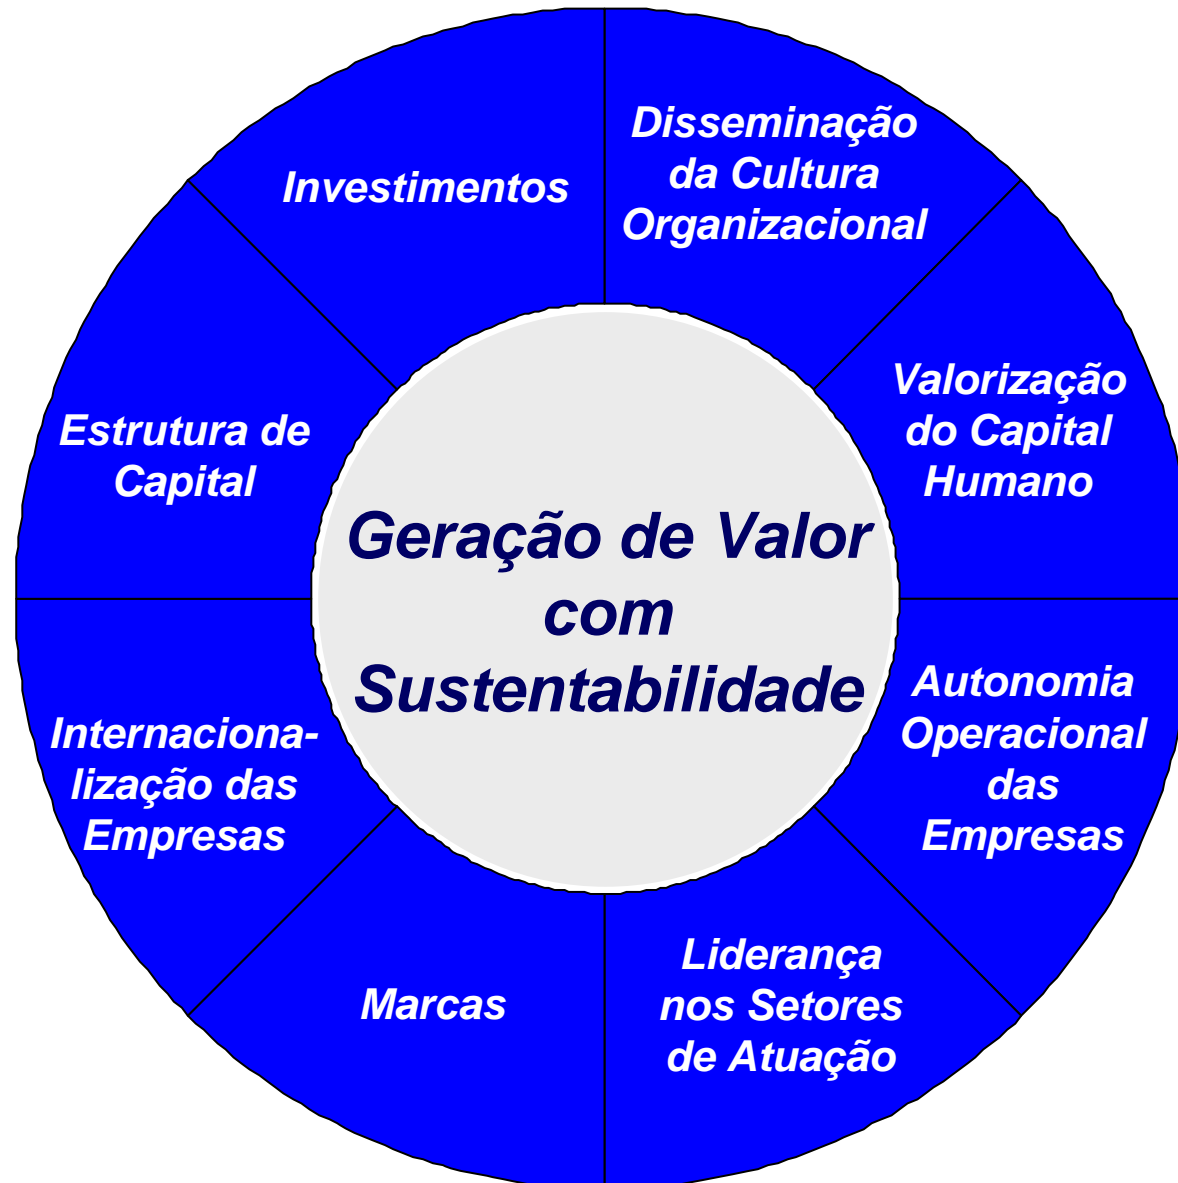 Disseminação
da Cultura
Organizacional
Valorização
do Capital
Humano
Autonomia
Operacional
das
Empresas
Liderança
nos Setores
de Atuação
Marcas
Internaciona-
lização das
Empresas
Estrutura de
Capital
Investimentos
Geração de Valor
com
Sustentabilidade